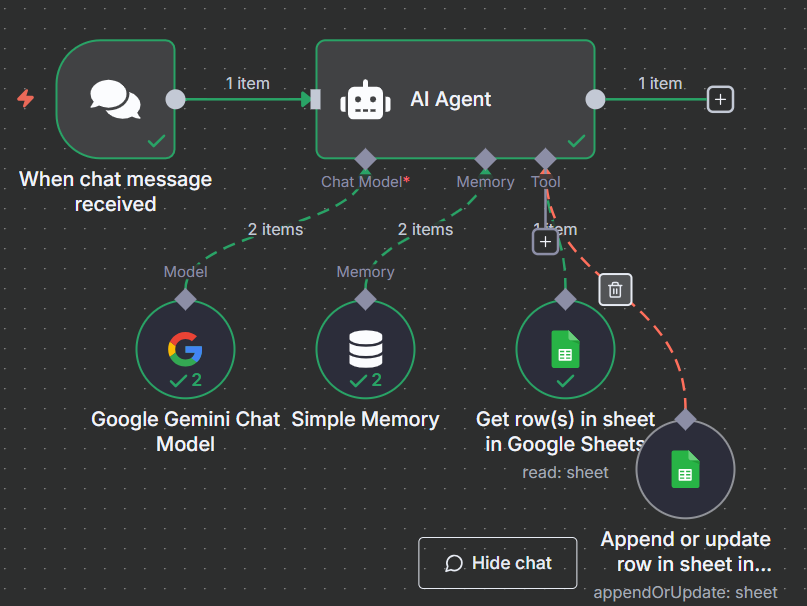 1 item
AI Agent
1 item
When chat message
received
Chat Model*
Memory
Tool
2 items
2 items
1 item
Model
Memory
2
2
Google Gemini Chat
Model
Simple Memory
Get row(s) in sheet
in Google Sheets
read: sheet
Append or update
row in sheet in...
appendOrUpdate: sheet
Hide chat